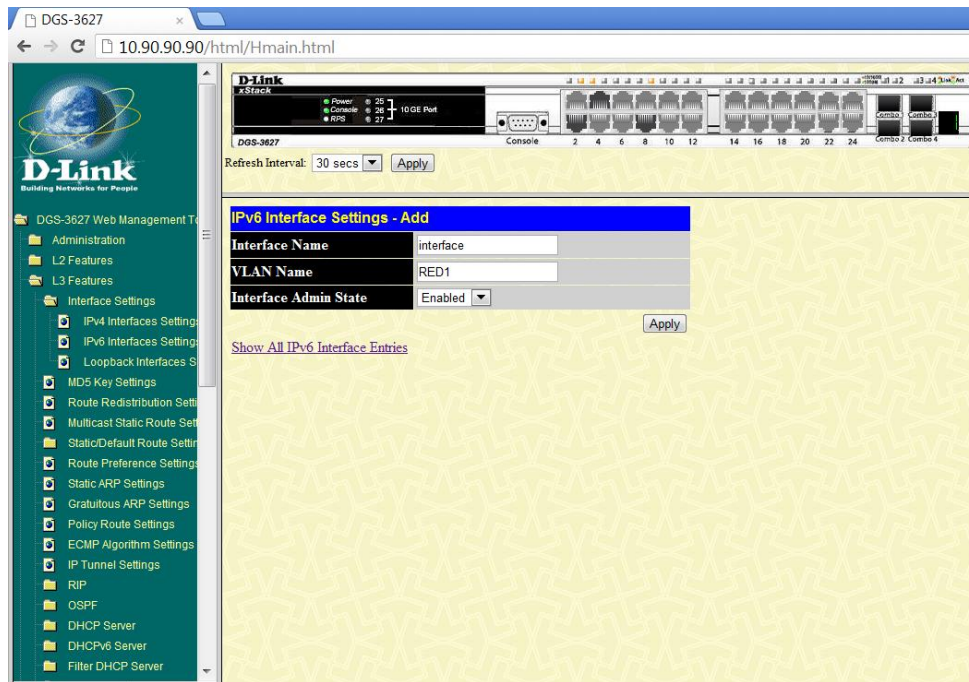 DGS-3627
10.90.90.90/html/Hmain.html
D-Link
Building Networks for People
DGS-3627 Web Management To
Administration
L2 Features
L3 Features
Interface Settings
IPv4 Interfaces Setting
IPv6 Interfaces Setting
Loopback Interfaces S
MD5 Key Settings
Route Redistribution Setti
Multicast Static Route Sett
Static/Default Route Settin
Route Preference Settings
Static ARP Settings
Gratuitous ARP Settings
Policy Route Settings
ECMP Algorithm Settings
IP Tunnel Settings
RIP
OSPF
DHCP Server
DHCPv6 Server
Filter DHCP Server
D-Link
xStack
Power 25
Console 26 10GE Port
RPS 27
DGS-3627
Console
2 4 6 8 10 12
14 16 18 20 22 24
Combo 1 Combo 3
Combo 2 Combo 4
Refresh Interval: 30 secs Apply
IPv6 Interface Settings - Add
Interface Name interface
VLAN Name RED1
Interface Admin State Enabled
Apply
Show All IPv6 Interface Entries